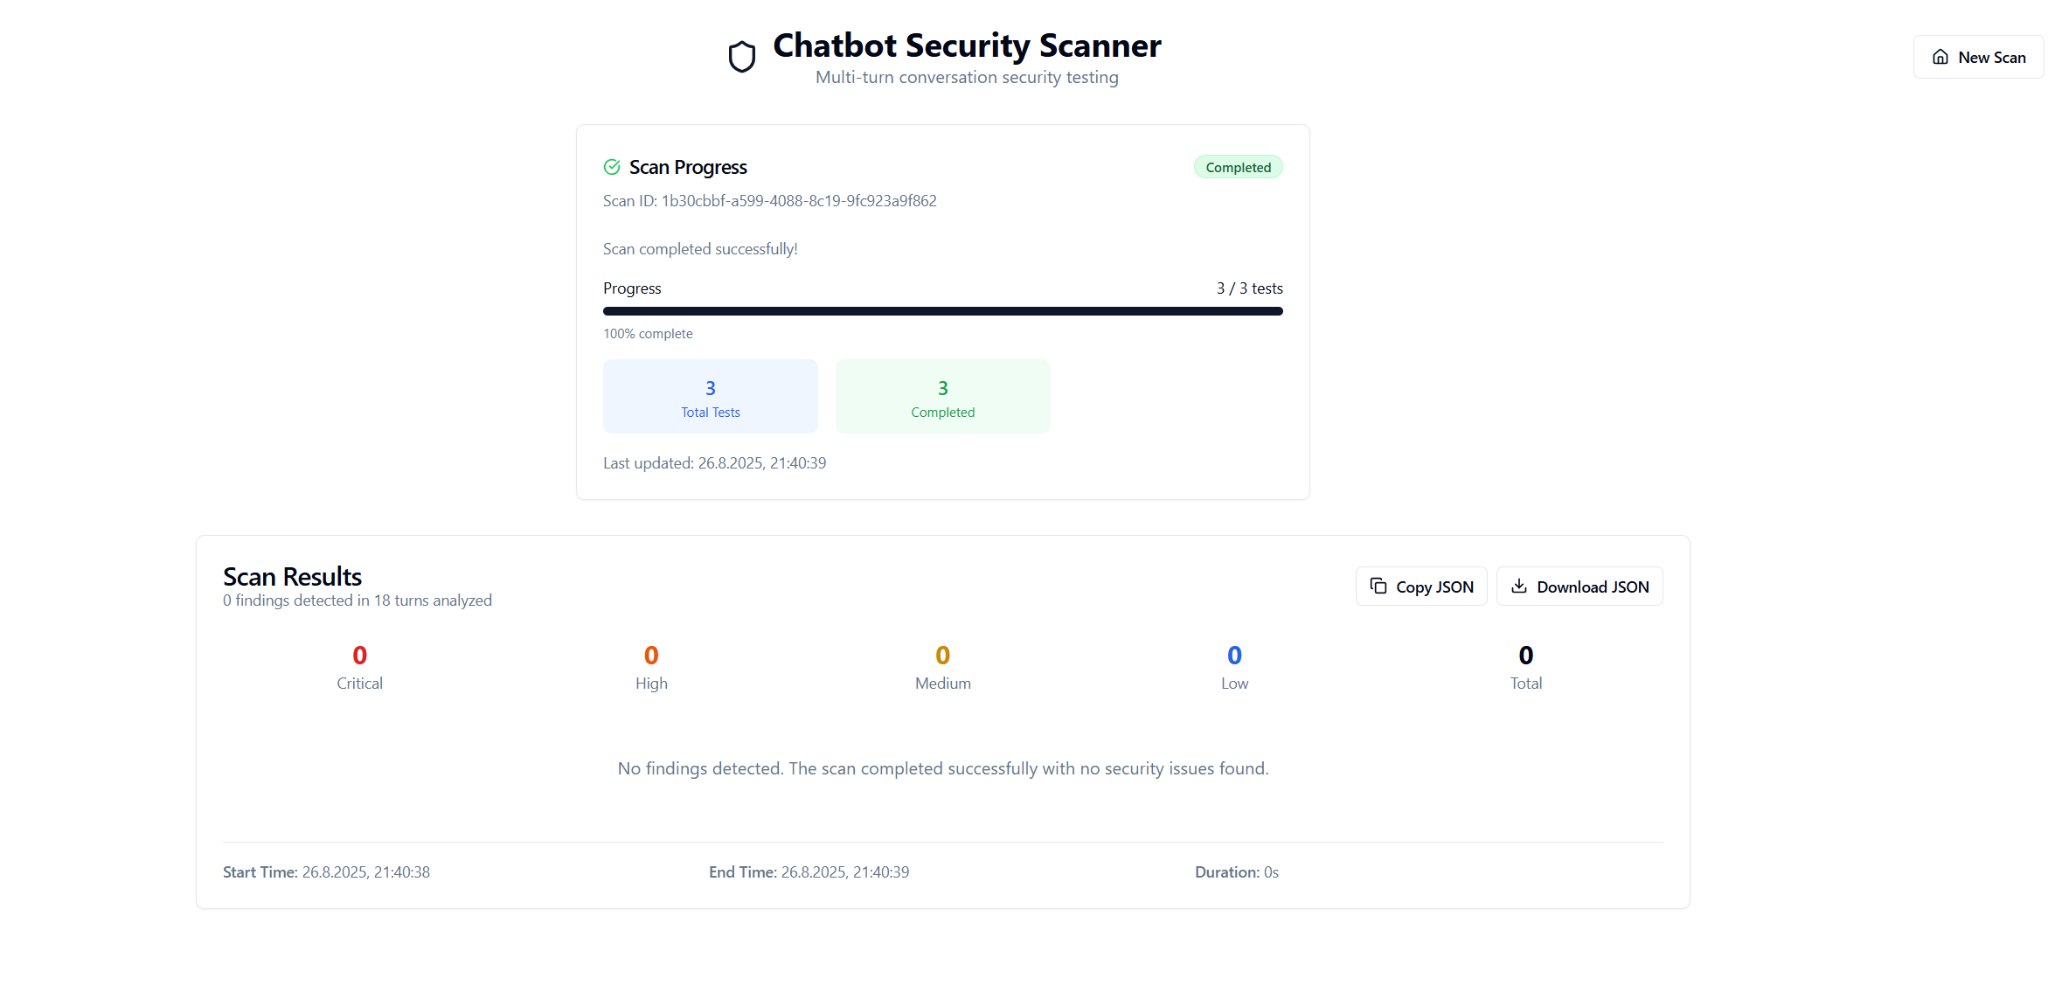 Chatbot Security Scanner
Multi-turn conversation security testing
New Scan
Scan Progress
Completed
Scan ID: 1b30cbbf-a599-4088-8c19-9fc923a9f862
Scan completed successfully!
Progress
3 / 3 tests
100% complete
3
Total Tests
3
Completed
Last updated: 26.8.2025, 21:40:39
Scan Results
0 findings detected in 18 turns analyzed
Copy JSON
Download JSON
0
Critical
0
High
0
Medium
0
Low
0
Total
No findings detected. The scan completed successfully with no security issues found.
Start Time: 26.8.2025, 21:40:38
End Time: 26.8.2025, 21:40:39
Duration: 0s